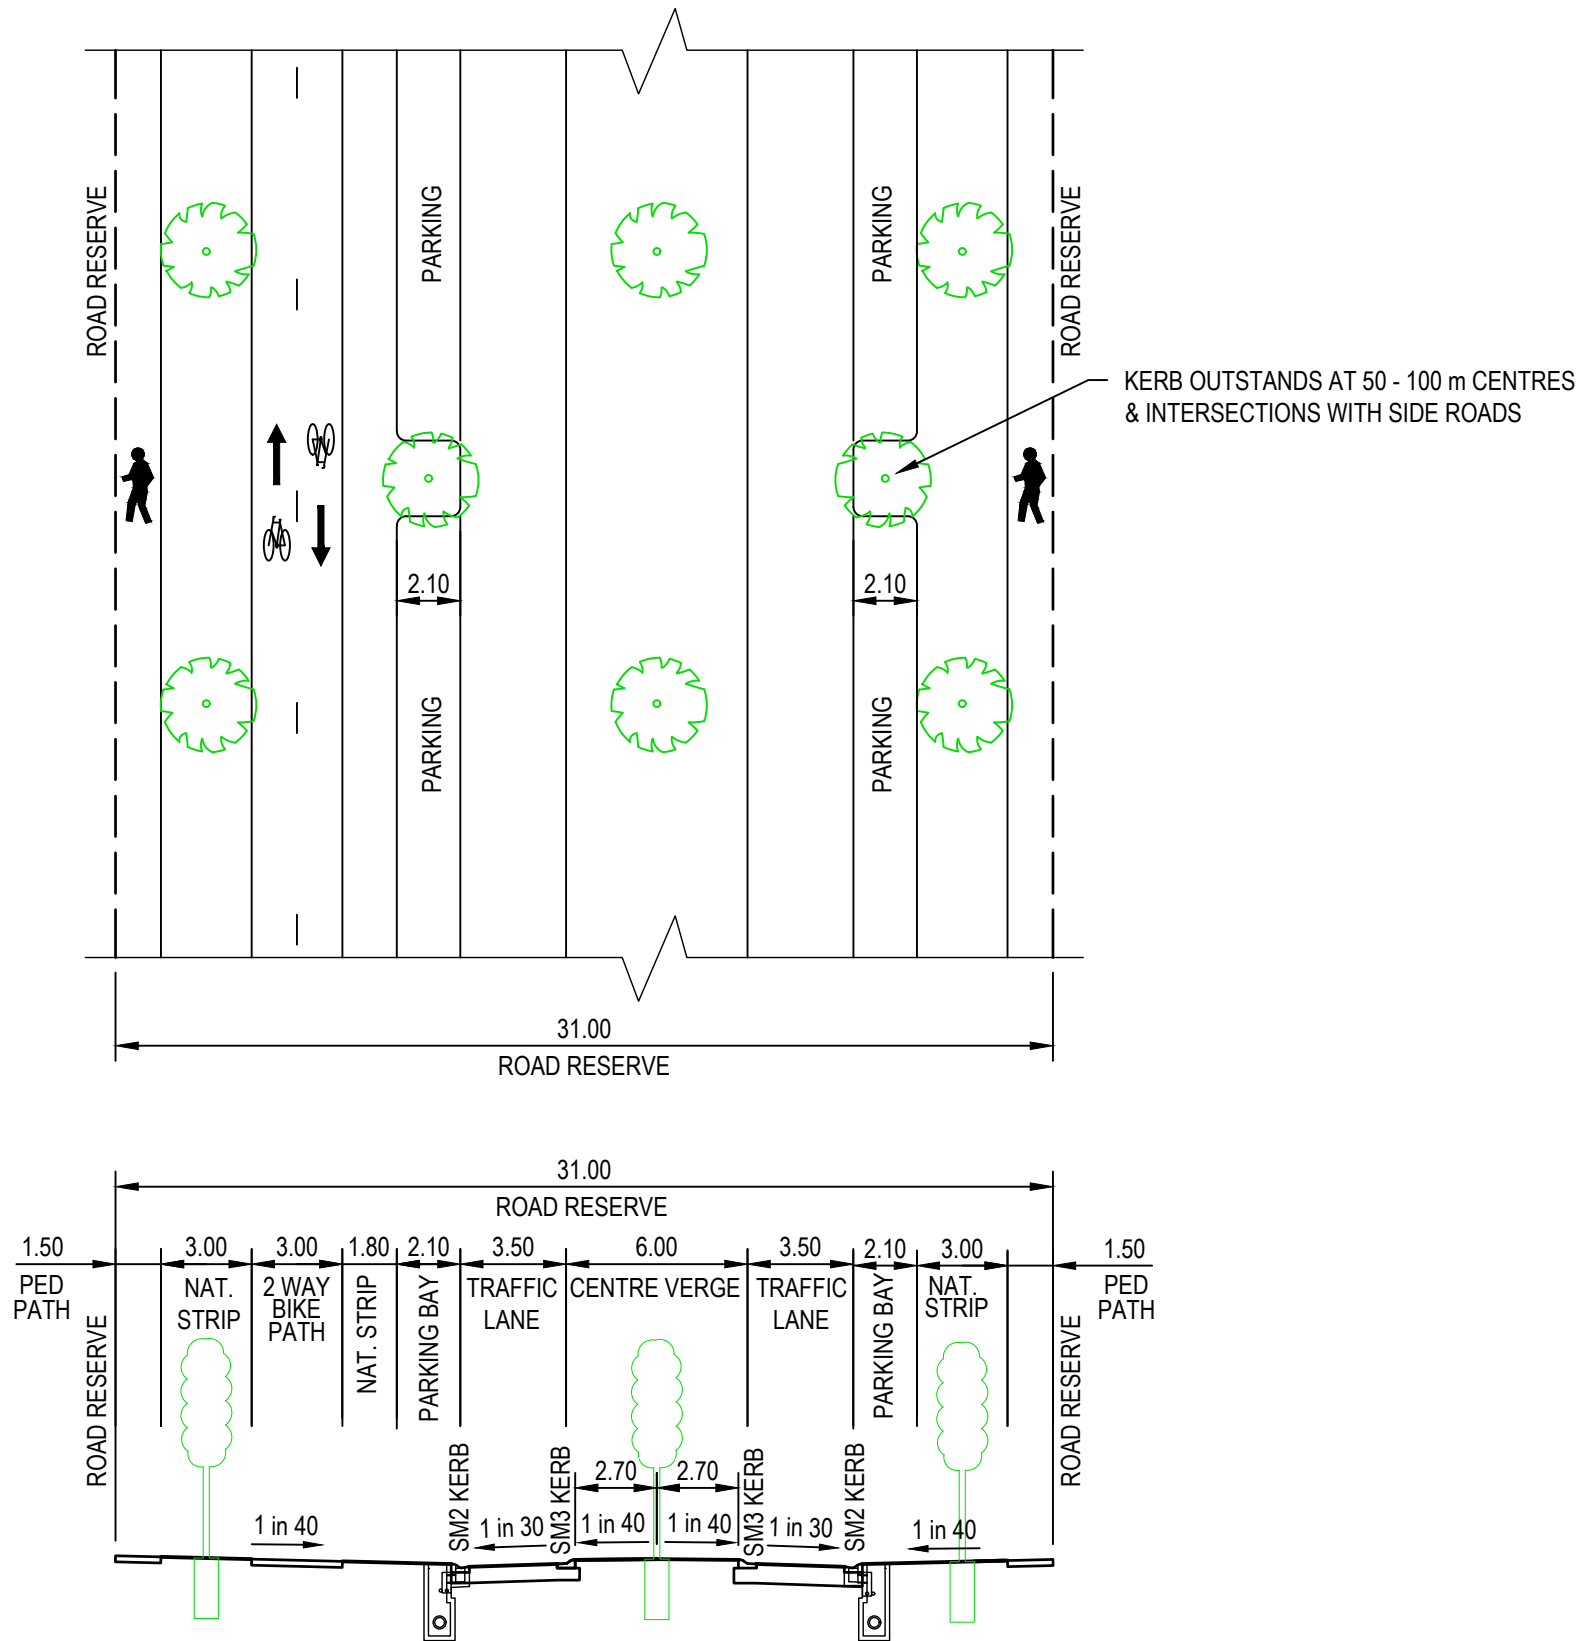 ROAD RESERVE
PARKING
PARKING
ROAD RESERVE
KERB OUTSTANDS AT 50 - 100 m CENTRES
& INTERSECTIONS WITH SIDE ROADS
2.10
2.10
PARKING
PARKING
31.00
ROAD RESERVE
31.00
ROAD RESERVE
1.50
3.00
3.00
1.80
2.10
3.50
6.00
3.50
2.10
3.00
1.50
PED
PATH
NAT.
STRIP
2 WAY
BIKE
PATH
NAT. STRIP
PARKING BAY
TRAFFIC
LANE
CENTRE VERGE
TRAFFIC
LANE
PARKING BAY
NAT.
STRIP
PED
PATH
ROAD RESERVE
ROAD RESERVE
SM2 KERB
SM3 KERB
2.70
2.70
SM3 KERB
SM2 KERB
1 in 40
1 in 30
1 in 40
1 in 40
1 in 30
1 in 40